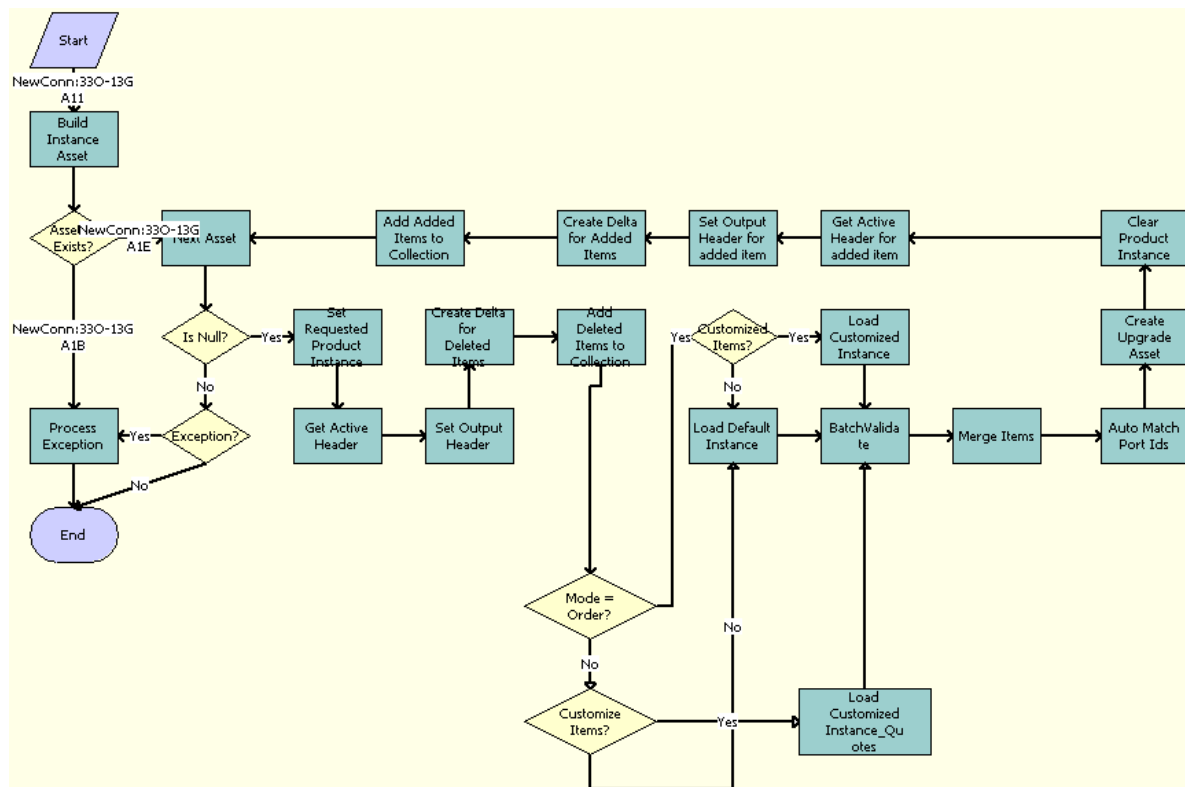 Start
NewConn:33O-13G
A11
Build
Instance
Asset
Asse
Exists?
NewConn:33O-13G
A1E
Next Asset
Add Added
Items to
Collection
Create Delta
for Added
Items
Set Output
Header for
added item
Get Active
Header for
added item
Clear
Product
Instance
NewConn:33O-13G
A1B
Is Null?
Yes
Set
Requested
Product
Instance
Create Delta
for
Deleted
Items
Add
Deleted
Items to
Collection
Yes
Customized
Items?
Yes
Load
Customized
Instance
Create
Upgrade
Asset
No
No
Process
Exception
Yes
Exception?
Get Active
Header
Set Output
Header
Load Default
Instance
BatchValida
te
Merge Items
Auto Match
Port Ids
No
End
Mode =
Order?
No
No
Customize
Items?
Yes
Load
Customized
Instance_Qu
otes